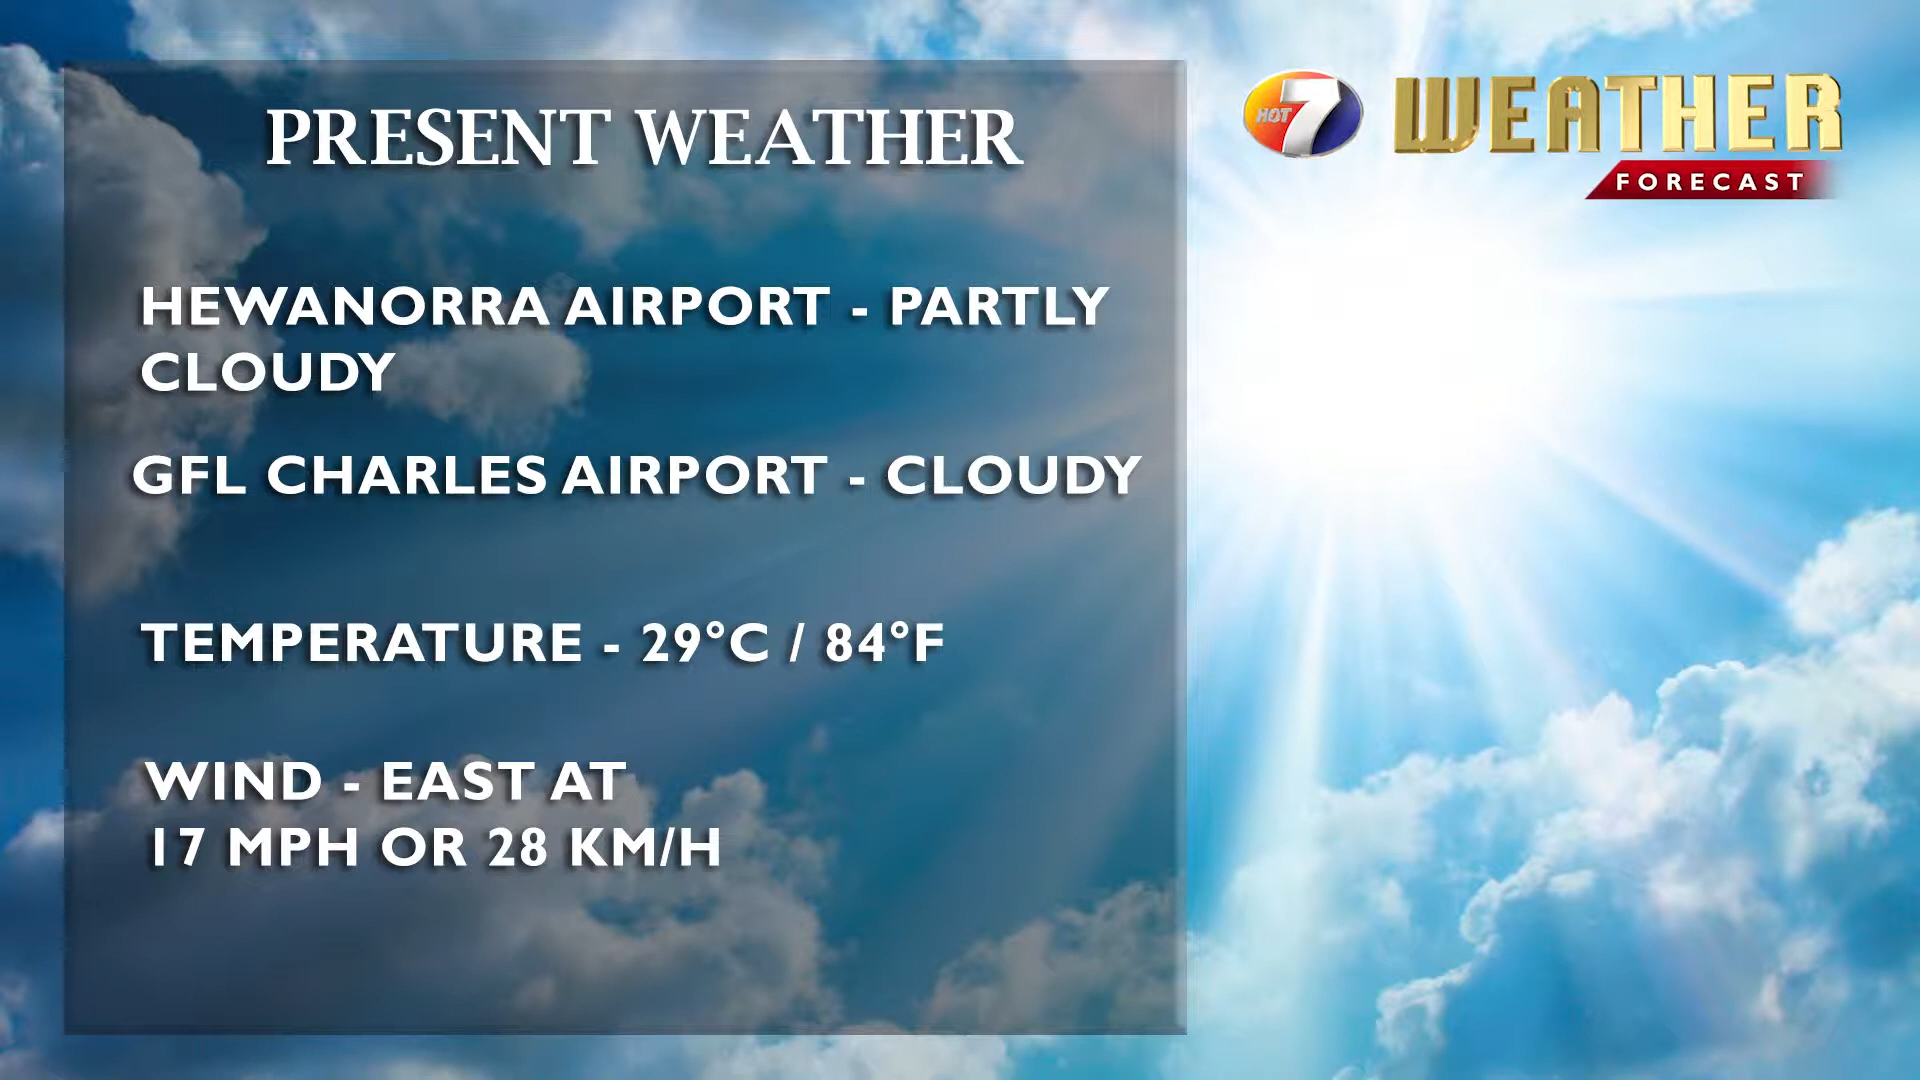 PRESENT WEATHER
HOT 7 WEATHER
FORECAST
HEWANORRA AIRPORT - PARTLY
CLOUDY
GFL CHARLES AIRPORT - CLOUDY
TEMPERATURE - 29°C / 84°F
WIND - EAST AT
17 MPH OR 28 KM/H